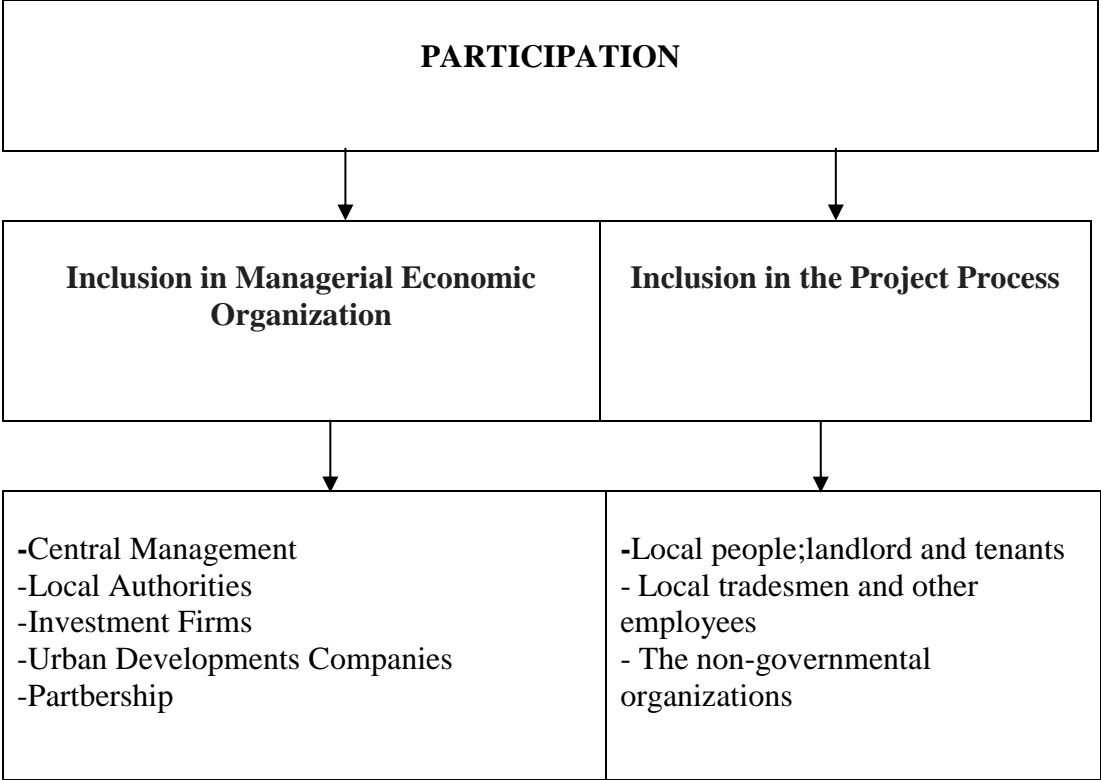 PARTICIPATION
Inclusion in Managerial Economic
Organization
Inclusion in the Project Process
-Central Management
-Local Authorities
-Investment Firms
-Urban Developments Companies
-Partbership
-Local people;landlord and tenants
- Local tradesmen and other
employees
- The non-governmental
organizations